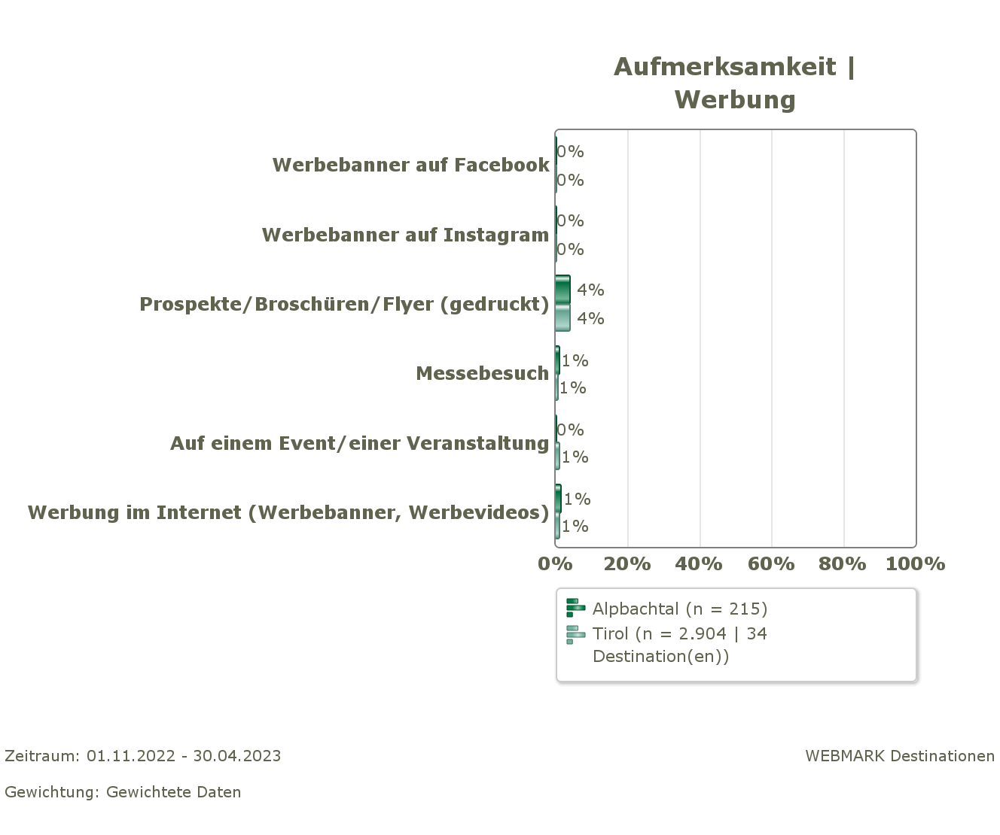 Aufmerksamkeit |
Werbung
Werbebanner auf Facebook
0%
0%
Werbebanner auf Instagram
0%
0%
Prospekte/Broschüren/Flyer (gedruckt)
4%
4%
Messebesuch
1%
1%
Auf einem Event/einer Veranstaltung
0%
1%
Werbung im Internet (Werbebanner, Werbevideos)
1%
1%
0% 20% 40% 60% 80% 100%
Alpbachtal (n = 215)
Tirol (n = 2.904 | 34
Destination(en))
Zeitraum: 01.11.2022 - 30.04.2023
WEBMARK Destinationen
Gewichtung: Gewichtete Daten